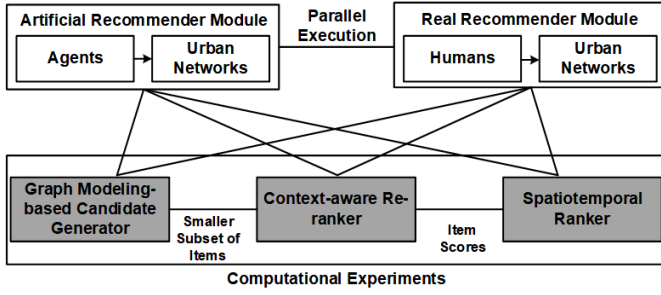 Artificial Recommender Module
Agents
Urban
Networks
Parallel
Execution
Real Recommender Module
Humans
Urban
Networks
Graph Modeling-
based Candidate
Generator
Smaller
Subset of
Items
Context-aware Re-
ranker
Item
Scores
Spatiotemporal
Ranker
Computational Experiments